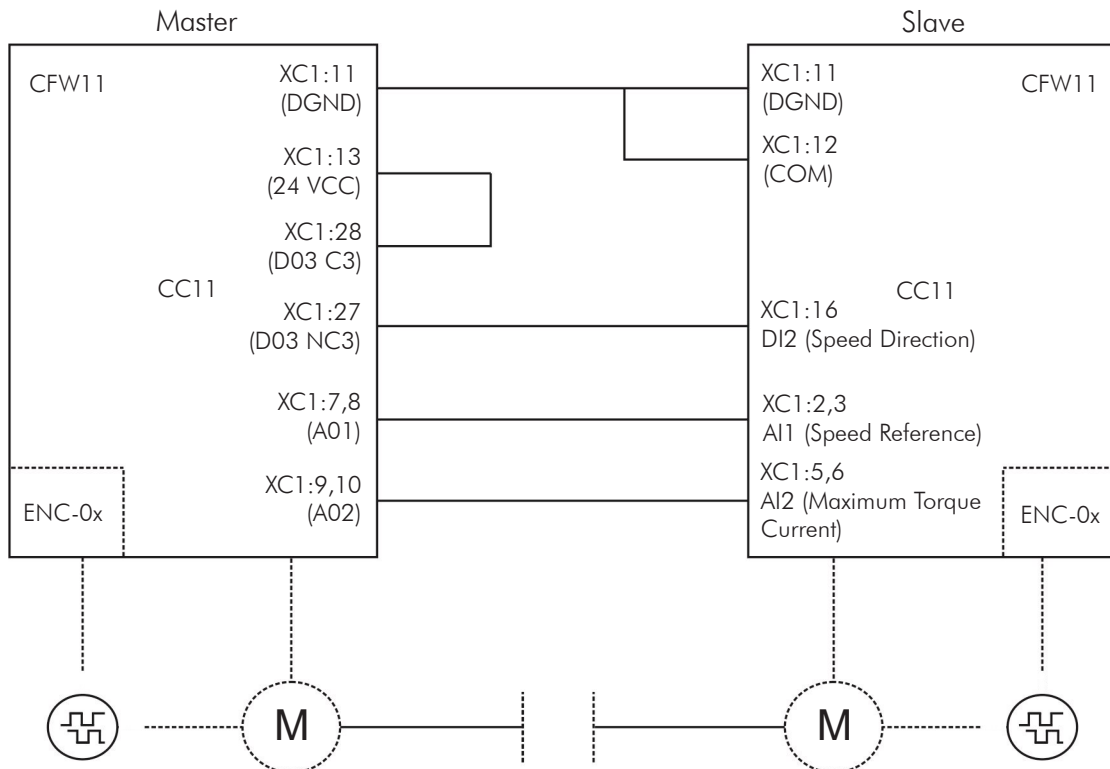 Master
CFW11
XC1:11
(DGND)
XC1:13
(24 VCC)
XC1:28
(D03 C3)
CC11
XC1:27
(D03 NC3)
XC1:7,8
(A01)
XC1:9,10
(A02)
ENC-0x
M
Slave
XC1:11
(DGND)
CFW11
XC1:12
(COM)
CC11
XC1:16
DI2 (Speed Direction)
XC1:2,3
AI1 (Speed Reference)
XC1:5,6
AI2 (Maximum Torque
Current)
ENC-0x
M